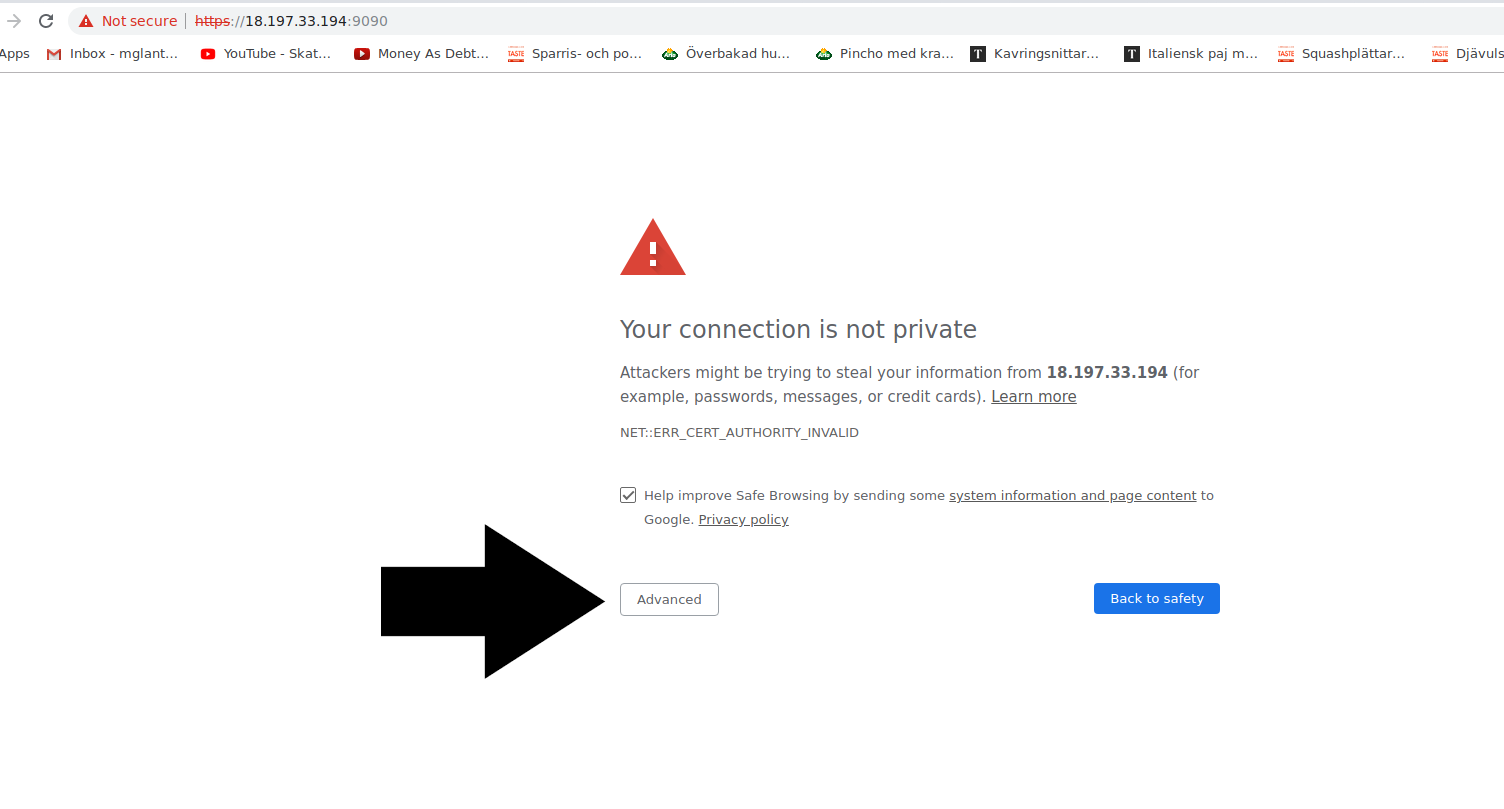 Not secure https://18.197.33.194:9090
Apps Inbox - mglant... YouTube - Skat... Money As Debt... TASTE Sparris- och po... Arla Överbakad hu... Arla Pincho med kra... T Kavringsnittar... T Italiensk paj m... TASTE Squashplättar... TASTE Djävuls
Your connection is not private
Attackers might be trying to steal your information from 18.197.33.194 (for
example, passwords, messages, or credit cards). Learn more
NET::ERR_CERT_AUTHORITY_INVALID
Help improve Safe Browsing by sending some system information and page content to
Google. Privacy policy
Advanced Back to safety